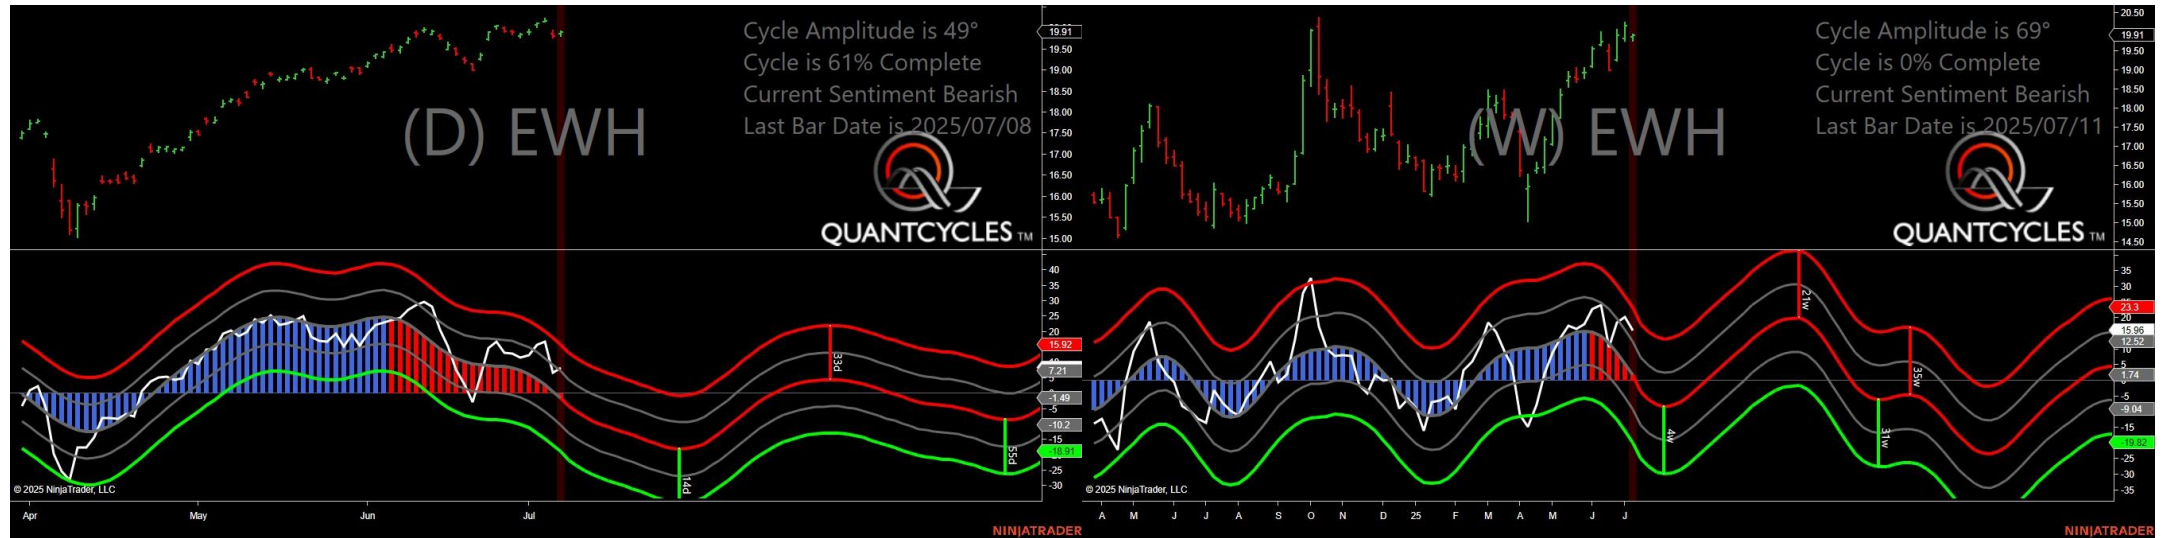 Cycle Amplitude is 49°
Cycle is 61% Complete
Current Sentiment Bearish
Last Bar Date is 2025/07/08
(D) EWH
QUANTCYCLES TM
19.91
19.50
19.00
18.50
18.00
17.50
17.00
16.50
16.00
15.50
15.00
40
35
30
25
20
15.92
7.21
-1.49
-5
-10.2
-15
-18.91
-25
-30
14d
33d
55d
© 2025 NinjaTrader, LLC
Apr May Jun Jul
NINJATRADER
Cycle Amplitude is 69°
Cycle is 0% Complete
Current Sentiment Bearish
Last Bar Date is 2025/07/11
(W) EWH
QUANTCYCLES TM
20.50
19.91
19.50
19.00
18.50
18.00
17.50
17.00
16.50
16.00
15.50
15.00
14.50
35
30
23.3
20
15.96
12.52
10
5
1.74
-5
-9.04
-15
-19.82
-25
-30
-35
4w
21w
31w
35w
© 2025 NinjaTrader, LLC
A M J J A S O N D 25 F M A M J J
NINJATRADER